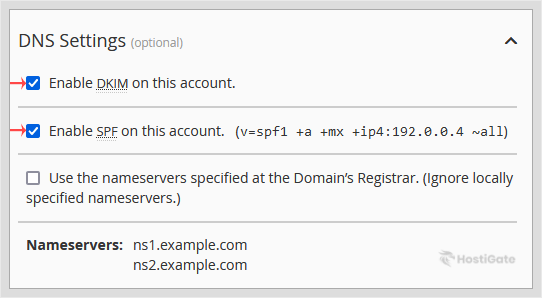 DNS Settings (optional)
Enable DKIM on this account.
Enable SPF on this account. (v=spf1 +a +mx +ip4:192.0.0.4 ~all)
Use the nameservers specified at the Domain’s Registrar. (Ignore locally
specified nameservers.)
Nameservers: ns1.example.com
ns2.example.com
HostiGate